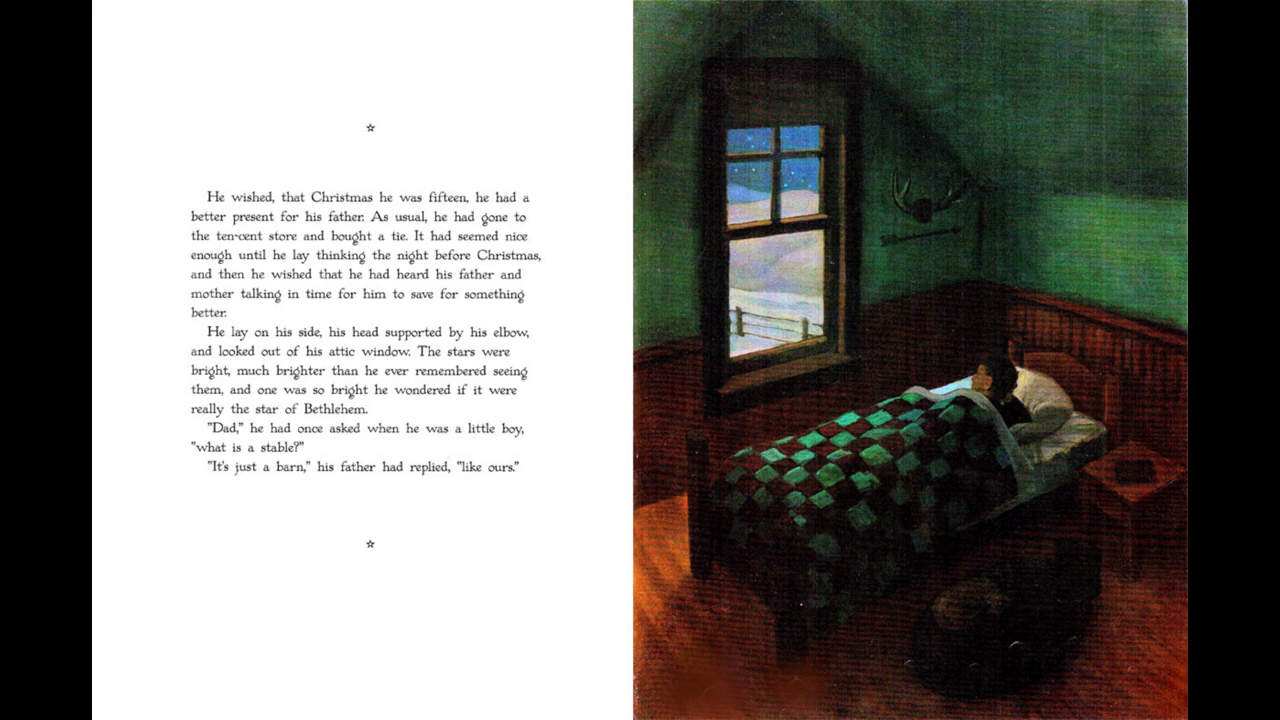 He wished, that Christmas he was fifteen, he had a
better present for his father. As usual, he had gone to
the ten-cent store and bought a tie. It had seemed nice
enough until he lay thinking the night before Christmas,
and then he wished that he had heard his father and
mother talking in time for him to save for something
better.
He lay on his side, his head supported by his elbow,
and looked out of his attic window. The stars were
bright, much brighter than he ever remembered seeing
them, and one was so bright he wondered if it were
really the star of Bethlehem.
"Dad," he had once asked when he was a little boy,
"what is a stable?"
"It's just a barn," his father had replied, "like ours."